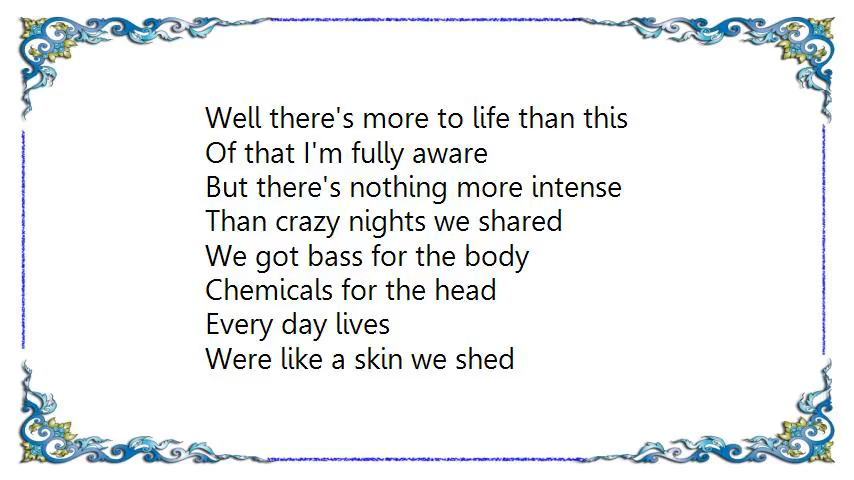 Well there's more to life than this
Of that I'm fully aware
But there's nothing more intense
Than crazy nights we shared
We got bass for the body
Chemicals for the head
Every day lives
Were like a skin we shed